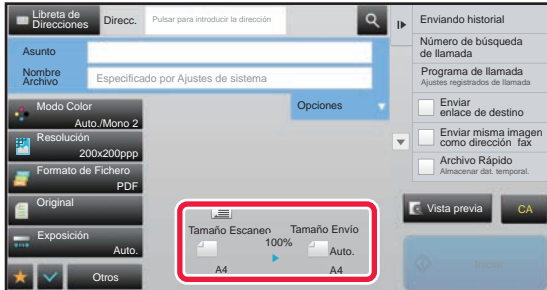 Libreta de
Direcciones
Direcc.
Pulsar para introducir la dirección
Asunto
Nombre
Archivo
Especificado por Ajustes de sistema
Opciones
Modo Color
Auto./Mono 2
Resolución
200x200ppp
Formato de Fichero
PDF
Original
Exposición
Auto.
Otros
Tamaño Escaneo
100%
Tamaño Envío
Auto.
A4
A4
Enviando historial
Número de búsqueda
de llamada
Programa de llamada
Ajustes registrados de llamada
Enviar
enlace de destino
Enviar misma imagen
como dirección fax
Archivo Rápido
Almacenar dat. temporal.
Vista previa
CA